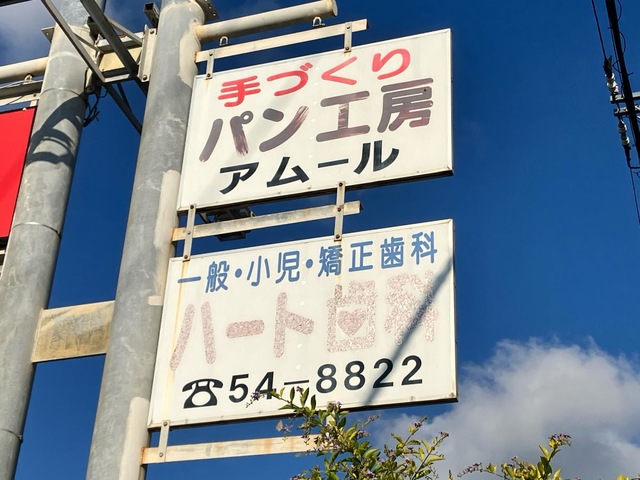 手づくり
パン工房
アムール
一般・小児・矯正歯科
ハート歯科
☎54-8822